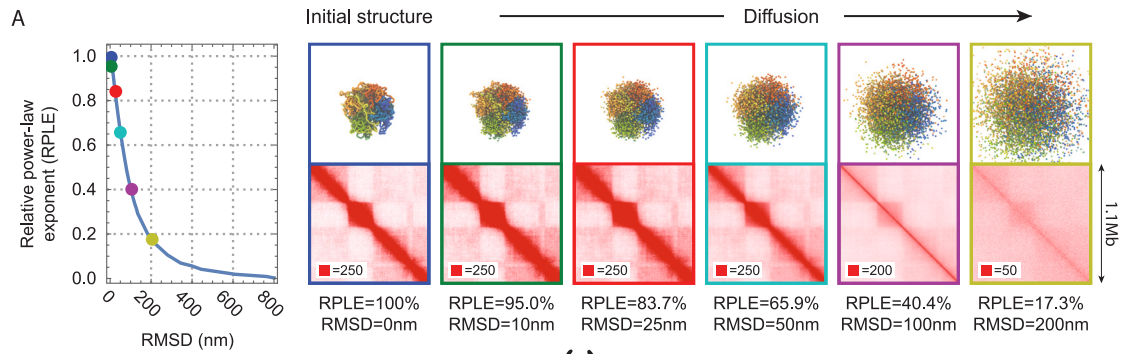 A
Initial structure
Diffusion
Relative power-law
exponent (RPLE)
1.0
0.8
0.6
0.4
0.2
0.0
0
200
400
600
800
RMSD (nm)
=250
=250
=250
=250
=200
=50
1.1Mb
RPLE=100%
RMSD=0nm
RPLE=95.0%
RMSD=10nm
RPLE=83.7%
RMSD=25nm
RPLE=65.9%
RMSD=50nm
RPLE=40.4%
RMSD=100nm
RPLE=17.3%
RMSD=200nm